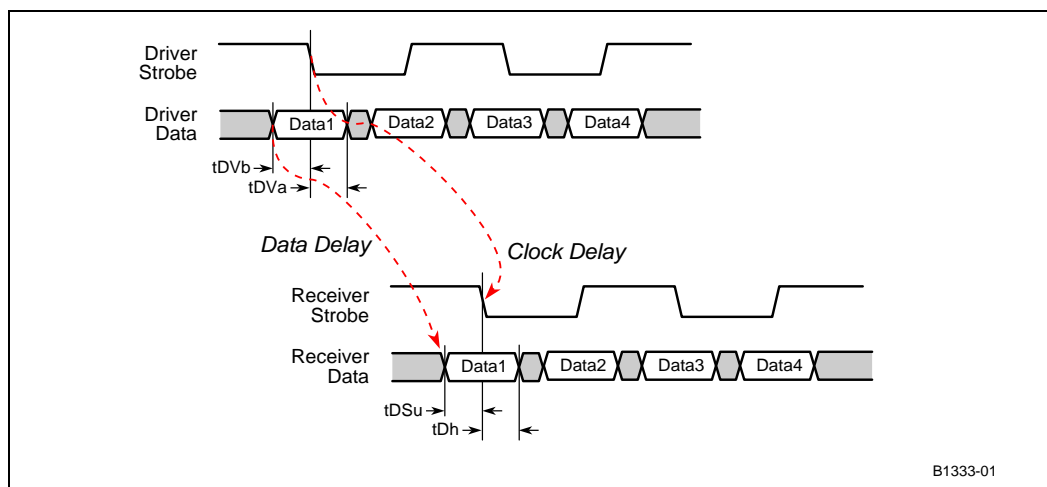 Driver
Strobe
Driver
Data
Data1
Data2
Data3
Data4
tDVb
tDVa
Data Delay
Clock Delay
Receiver
Strobe
Receiver
Data
Data1
Data2
Data3
Data4
tDSu
tDh
B1333-01